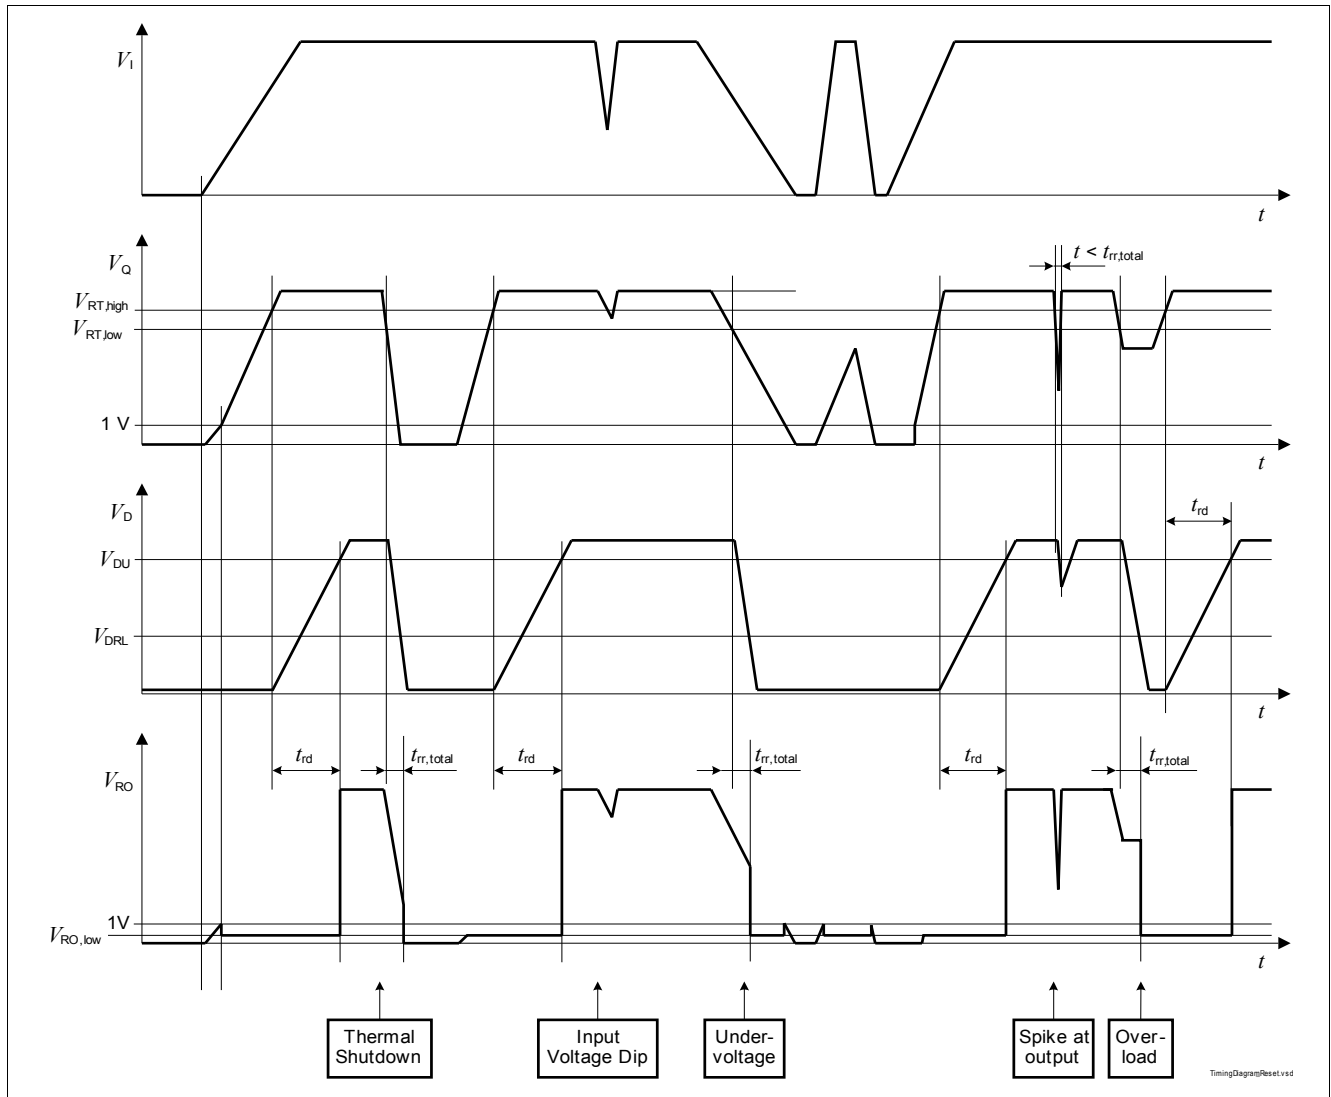 V_I
t
V_Q
t < t_rr,total
V_RT,high
V_RT,low
1 V
t
V_D
t_rd
V_DU
V_DRL
t
V_RO
t_rd
t_rr,total
t_rd
t_rr,total
t_rd
t_rr,total
1V
V_RO,low
t
Thermal
Shutdown
Input
Voltage Dip
Under-
voltage
Spike at
output
Over-
load
TimingDiagramReset.vsd